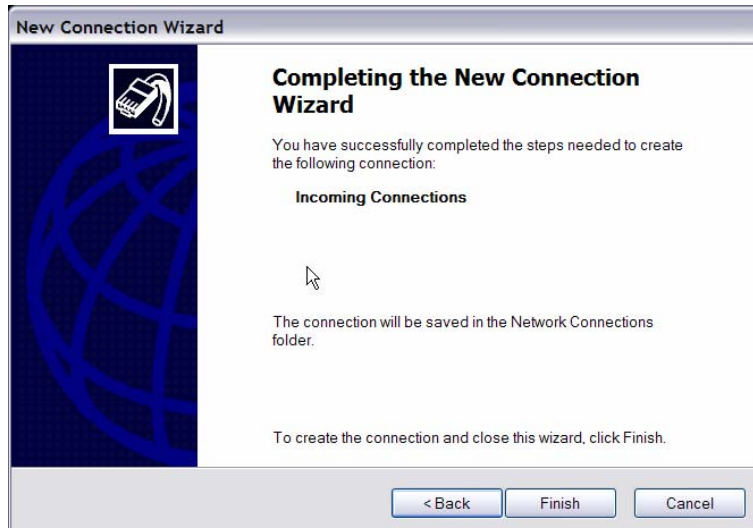 New Connection Wizard
Completing the New Connection
Wizard
You have successfully completed the steps needed to create
the following connection:
Incoming Connections
The connection will be saved in the Network Connections
folder.
To create the connection and close this wizard, click Finish.
< Back Finish Cancel